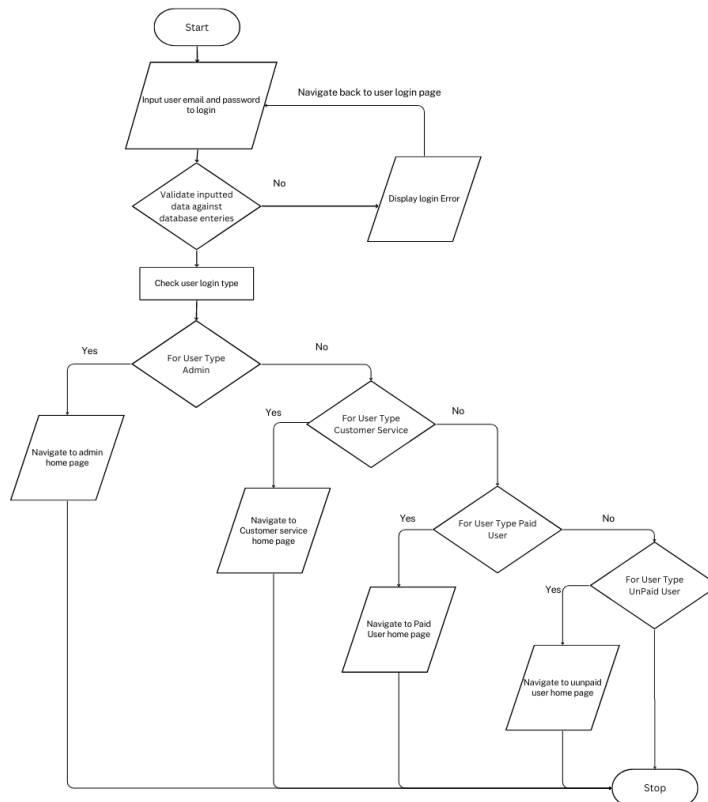 Start
Input user email and password
to login
Navigate back to user login page
Validate inputted
data against
database enteries
No
Display login Error
Check user login type
Yes
For User Type
Admin
No
Navigate to admin
home page
Yes
For User Type
Customer Service
No
Navigate to
Customer service
home page
Yes
For User Type Paid
User
No
Navigate to Paid
User home page
Yes
For User Type
UnPaid User
Navigate to uunpaid
user home page
Stop